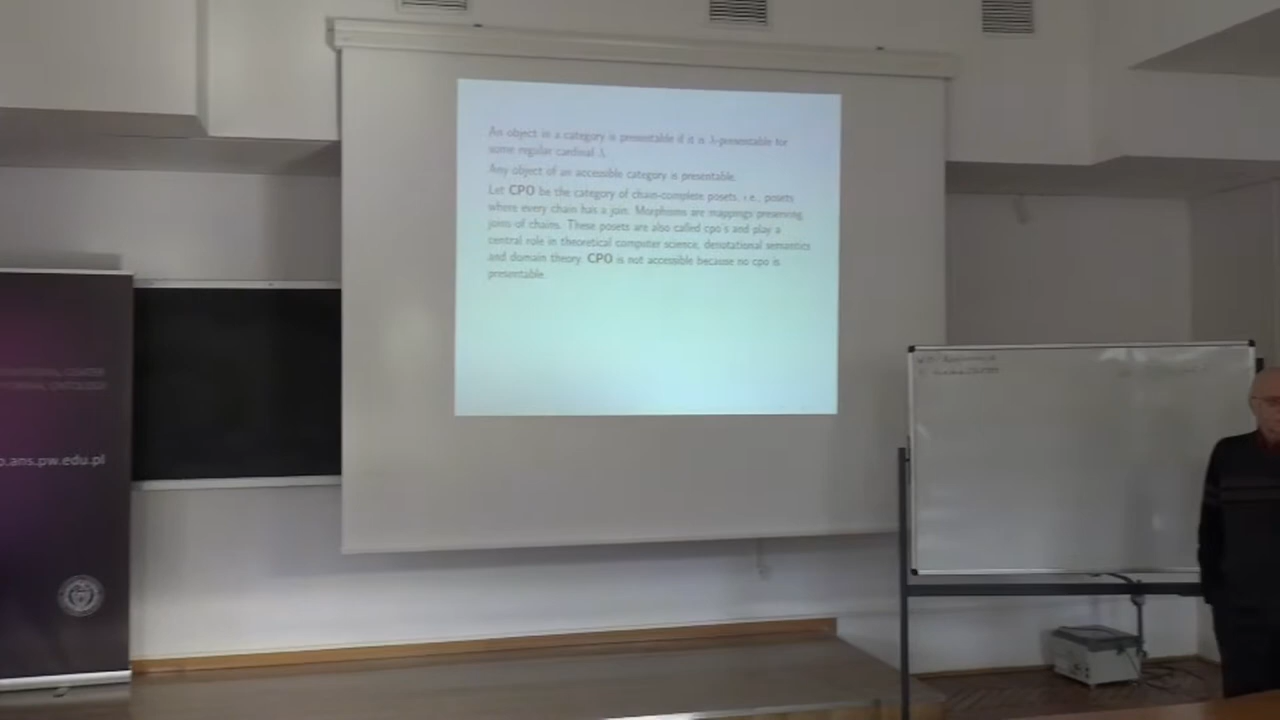 An object in a category is presentable if it is λ-presentable for
some regular cardinal λ.
Any object of an accessible category is presentable.
Let CPO be the category of chain-complete posets, i.e., posets
where every chain has a join. Morphisms are mappings preserving
joins of chains. These posets are also called cpo's and play a
central role in theoretical computer science, denotational semantics
and domain theory. CPO is not accessible because no cpo is
presentable.
o.ans.pw.edu.pl